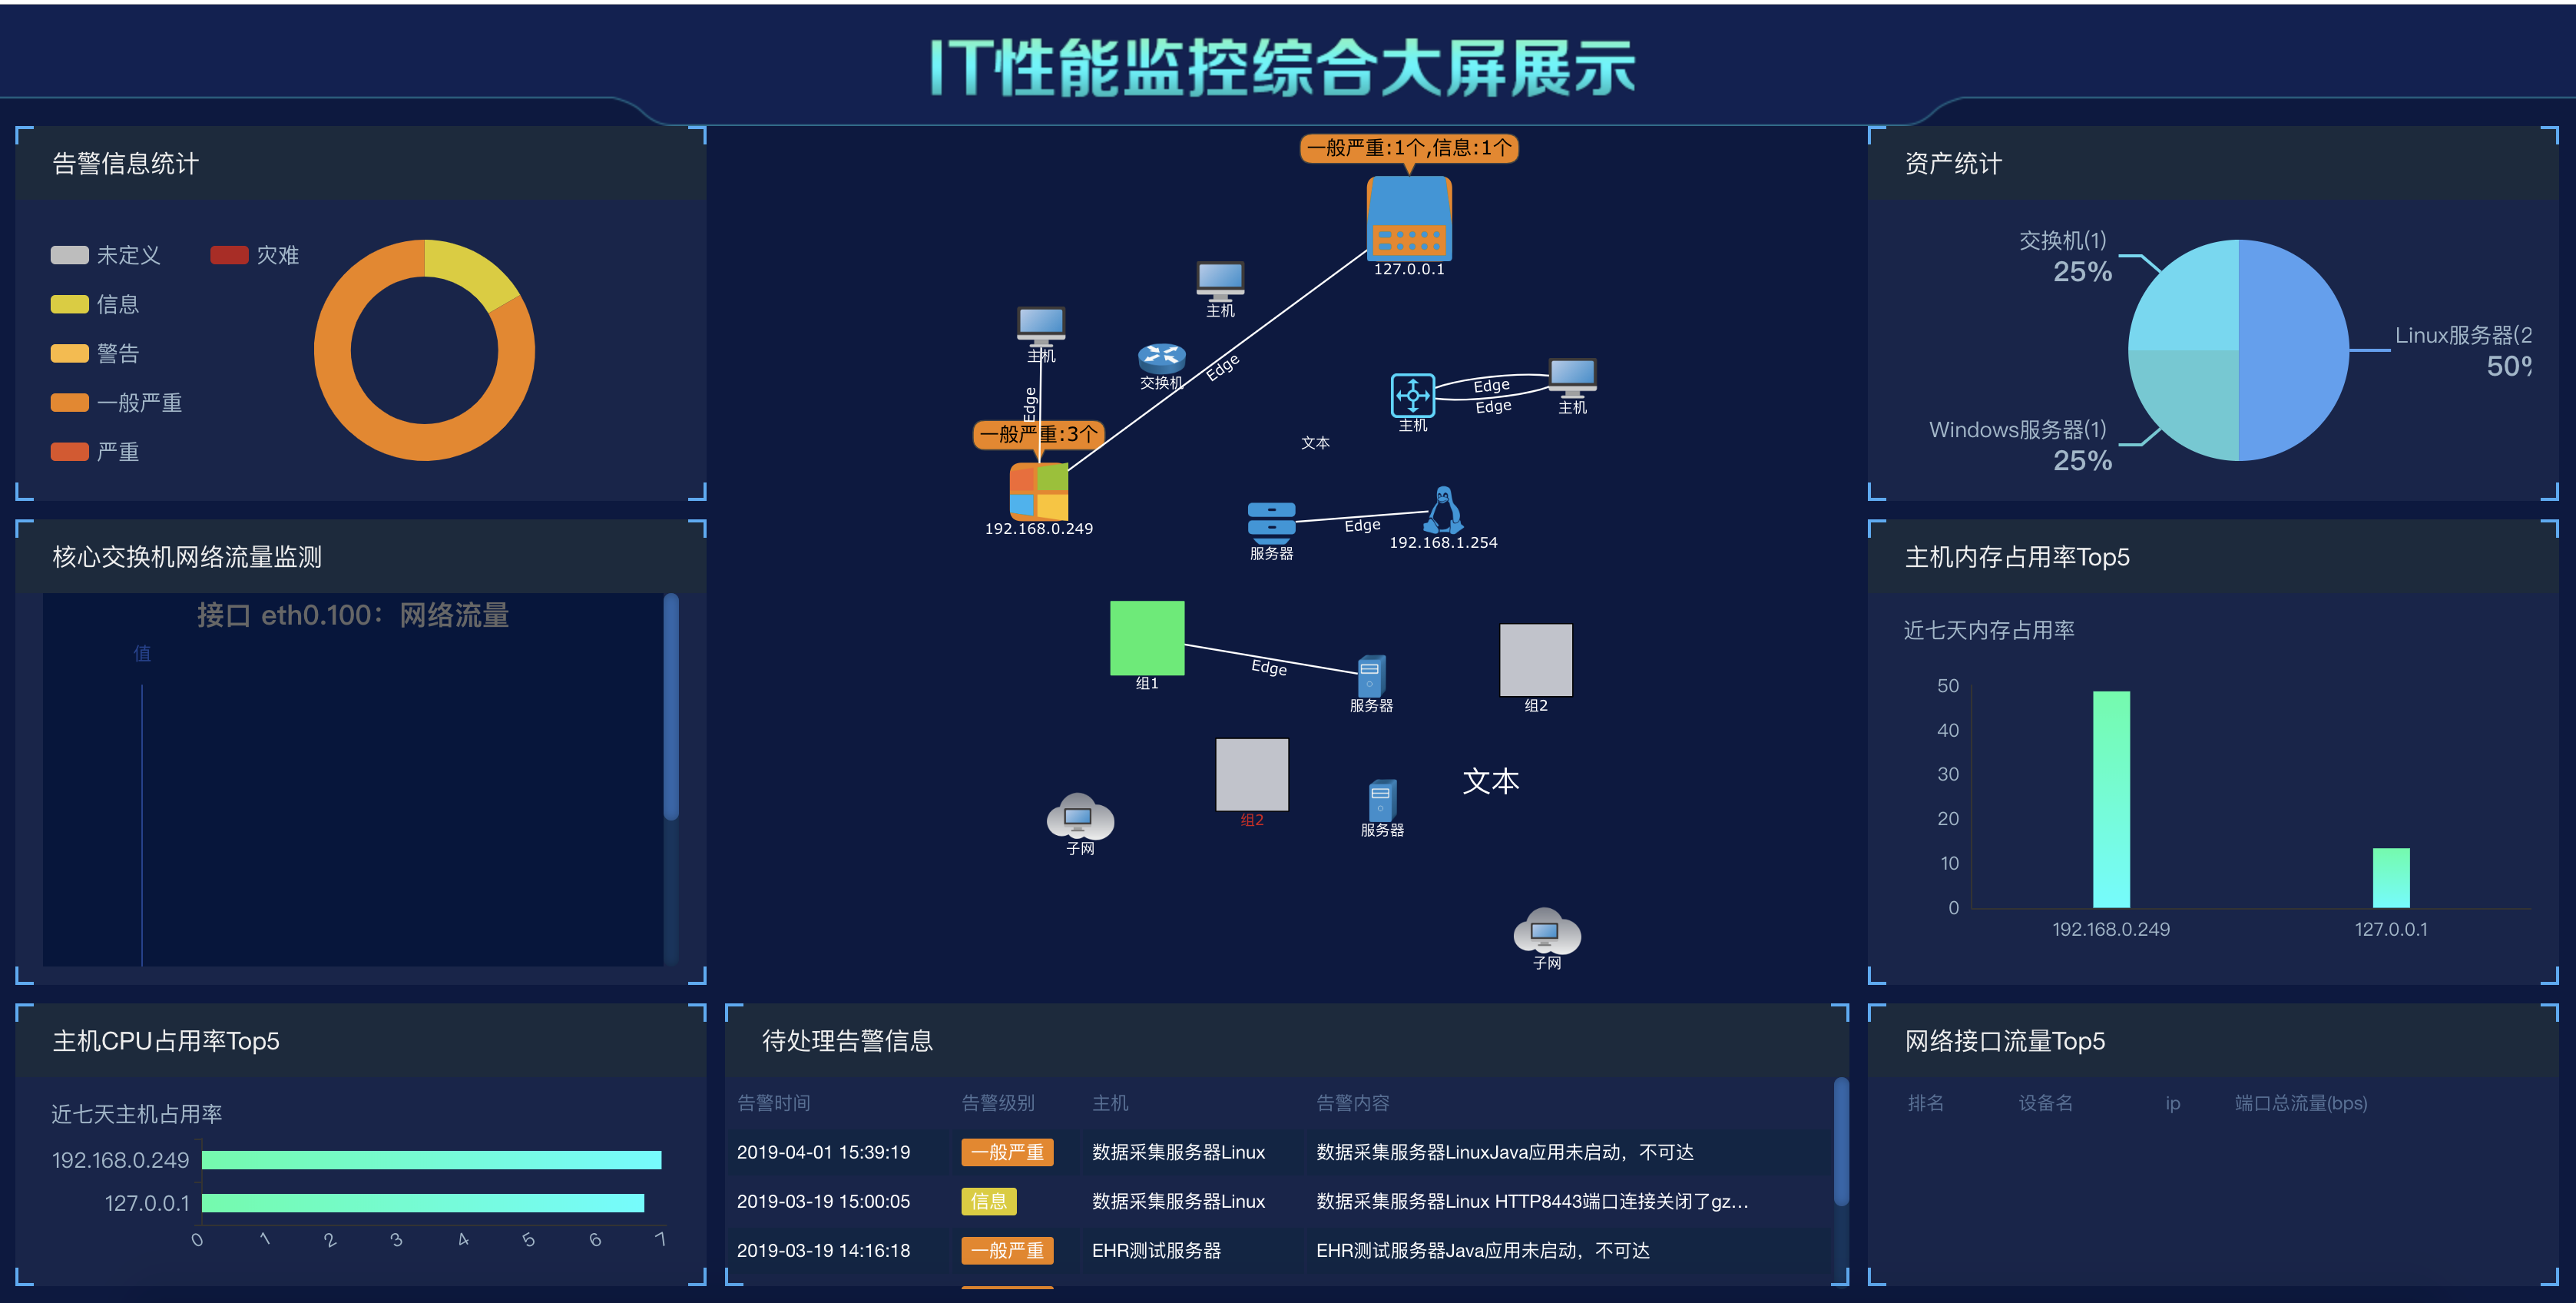 IT性能监控综合大屏展示
告警信息统计
未定义
灾难
信息
警告
一般严重
严重
核心交换机网络流量监测
接口 eth0.100：网络流量
值
主机CPU占用率Top5
近七天主机占用率
192.168.0.249
127.0.0.1
0 1 2 3 4 5 6 7
一般严重:1个,信息:1个
127.0.0.1
主机
主机
交换机
Edge
Edge
一般严重:3个
192.168.0.249
Edge
Edge
主机
主机
文本
服务器
Edge
192.168.1.254
组1
Edge
服务器
组2
组2
服务器
文本
子网
子网
待处理告警信息
告警时间 告警级别 主机 告警内容
2019-04-01 15:39:19 一般严重 数据采集服务器Linux 数据采集服务器LinuxJava应用未启动，不可达
2019-03-19 15:00:05 信息 数据采集服务器Linux 数据采集服务器Linux HTTP8443端口连接关闭了gz...
2019-03-19 14:16:18 一般严重 EHR测试服务器 EHR测试服务器Java应用未启动，不可达
资产统计
交换机(1)
25%
Linux服务器(2
50%
Windows服务器(1)
25%
主机内存占用率Top5
近七天内存占用率
50
40
30
20
10
0
192.168.0.249
127.0.0.1
网络接口流量Top5
排名 设备名 ip 端口总流量(bps)